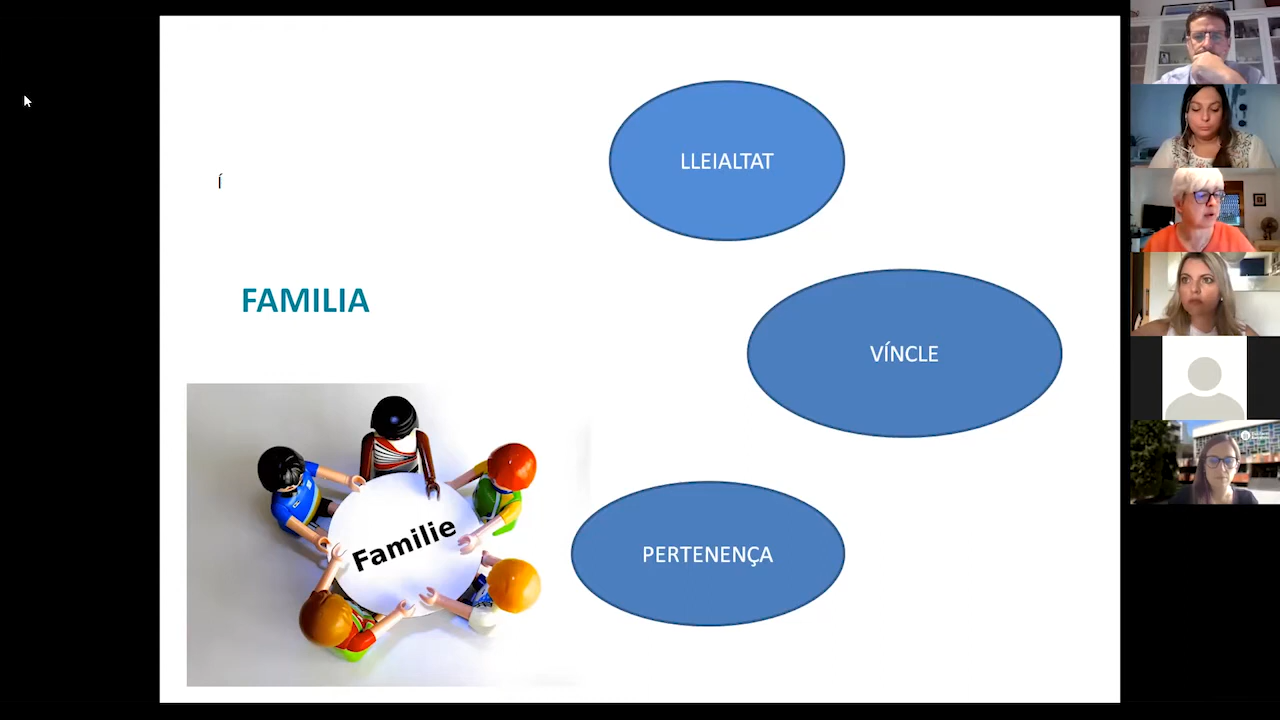 LLEIALTAT
Í
FAMILIA
VÍNCLE
Familie
PERTENENÇA